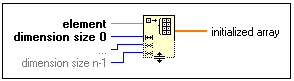 element
dimension size 0
...
dimension size n-1
initialized array